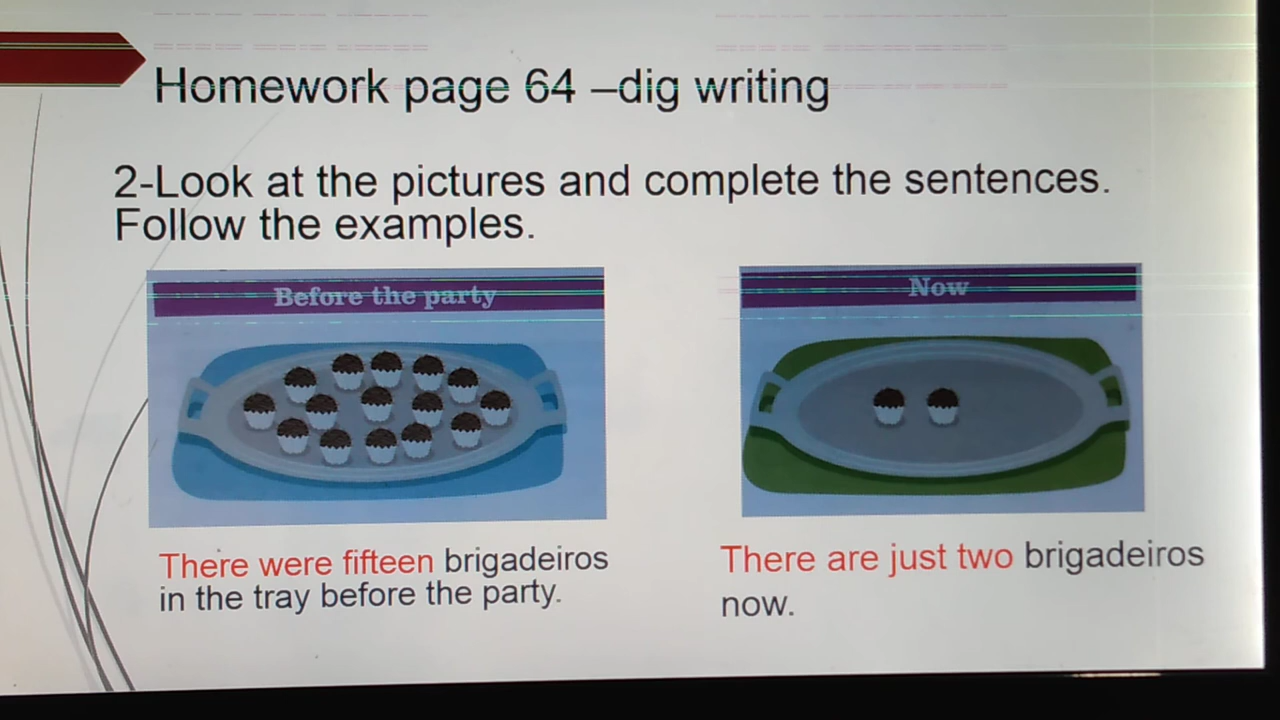 Homework page 64 –dig writing
2-Look at the pictures and complete the sentences.
Follow the examples.
Before the party
Now
There were fifteen brigadeiros
in the tray before the party.
There are just two brigadeiros
now.